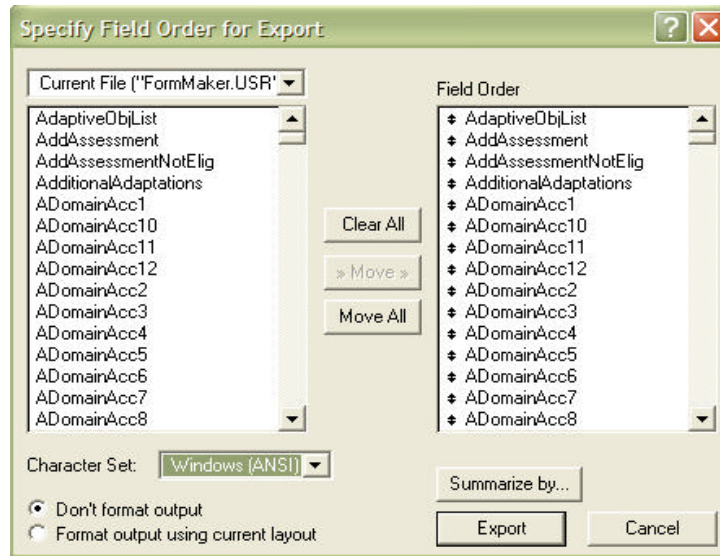 Specify Field Order for Export
Current File ("FormMaker.USR"
AdaptiveObjList
AddAssessment
AddAssessmentNotElig
AdditionalAdaptations
ADomainAcc1
ADomainAcc10
ADomainAcc11
ADomainAcc12
ADomainAcc2
ADomainAcc3
ADomainAcc4
ADomainAcc5
ADomainAcc6
ADomainAcc7
ADomainAcc8
Clear All
» Move »
Move All
Field Order
AdaptiveObjList
AddAssessment
AddAssessmentNotElig
AdditionalAdaptations
ADomainAcc1
ADomainAcc10
ADomainAcc11
ADomainAcc12
ADomainAcc2
ADomainAcc3
ADomainAcc4
ADomainAcc5
ADomainAcc6
ADomainAcc7
ADomainAcc8
Character Set: Windows (ANSI)
Don't format output
Format output using current layout
Summarize by...
Export Cancel